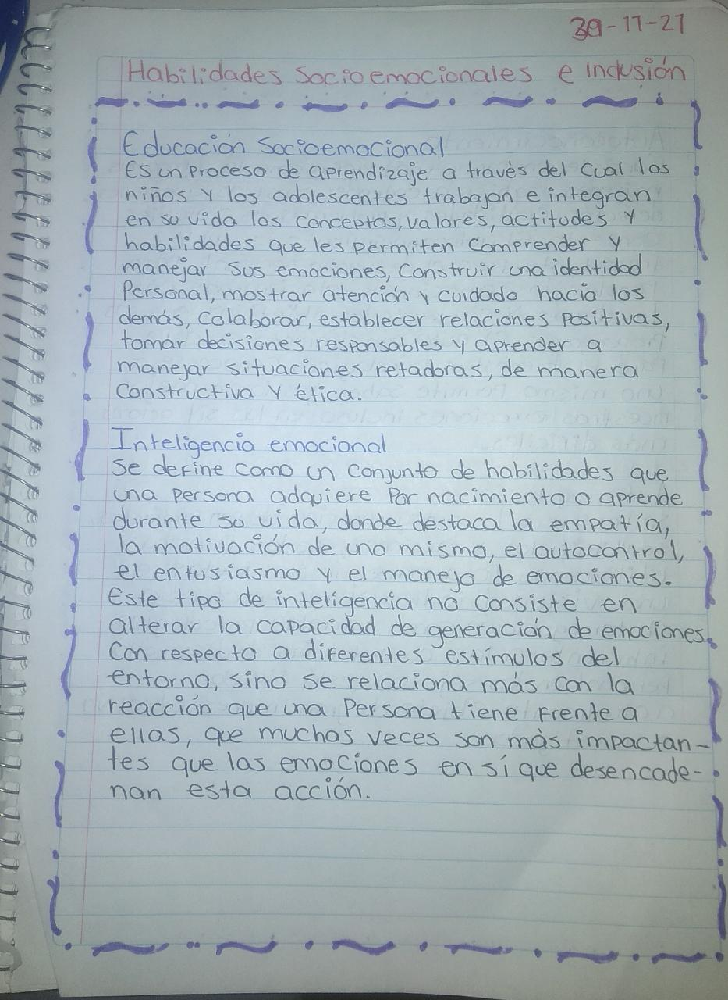 30-11-21
Habilidades Socioemocionales e inclusión
Educación Socioemocional
Es un proceso de aprendizaje a través del cual los
niños y los adolescentes trabajan e integran
en su vida los conceptos, valores, actitudes y
habilidades que les permiten comprender y
manejar sus emociones, construir una identidad
Personal, mostrar atención y cuidado hacia los
demás, colaborar, establecer relaciones positivas,
tomar decisiones responsables y aprender a
manejar situaciones retadoras, de manera
constructiva y ética.
Inteligencia emocional
Se define como un conjunto de habilidades que
una persona adquiere por nacimiento o aprende
durante su vida, donde destaca la empatía,
la motivación de uno mismo, el autocontrol,
el entusiasmo y el manejo de emociones.
Este tipo de inteligencia no consiste en
alterar la capacidad de generación de emociones
con respecto a diferentes estímulos del
entorno, sino se relaciona más con la
reacción que una persona tiene frente a
ellas, que muchas veces son más impactan-
tes que las emociones en sí que desencade-
nan esta acción.